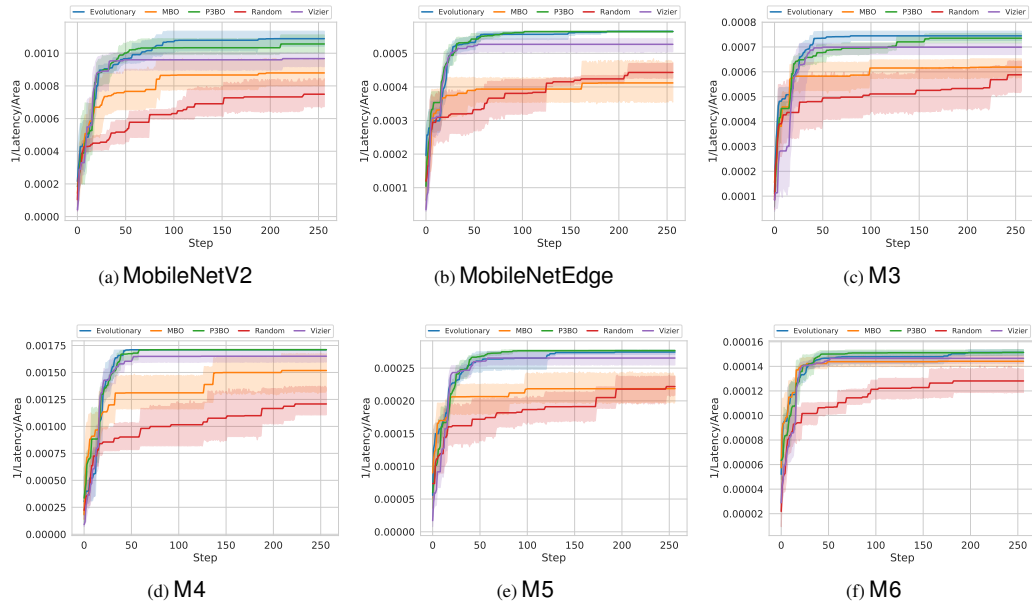 Evolutionary MBO P3BO Random Vizier
0.0010
0.0008
0.0006
0.0004
0.0002
0.0000
1/Latency/Area
0 50 100 150 200 250
Step
(a) MobileNetV2
Evolutionary MBO P3BO Random Vizier
0.0005
0.0004
0.0003
0.0002
0.0001
1/Latency/Area
0 50 100 150 200 250
Step
(b) MobileNetEdge
Evolutionary MBO P3BO Random Vizier
0.0008
0.0007
0.0006
0.0005
0.0004
0.0003
0.0002
0.0001
1/Latency/Area
0 50 100 150 200 250
Step
(c) M3
Evolutionary MBO P3BO Random Vizier
0.00175
0.00150
0.00125
0.00100
0.00075
0.00050
0.00025
0.00000
1/Latency/Area
0 50 100 150 200 250
Step
(d) M4
Evolutionary MBO P3BO Random Vizier
0.00025
0.00020
0.00015
0.00010
0.00005
0.00000
1/Latency/Area
0 50 100 150 200 250
Step
(e) M5
Evolutionary MBO P3BO Random Vizier
0.00016
0.00014
0.00012
0.00010
0.00008
0.00006
0.00004
0.00002
1/Latency/Area
0 50 100 150 200 250
Step
(f) M6